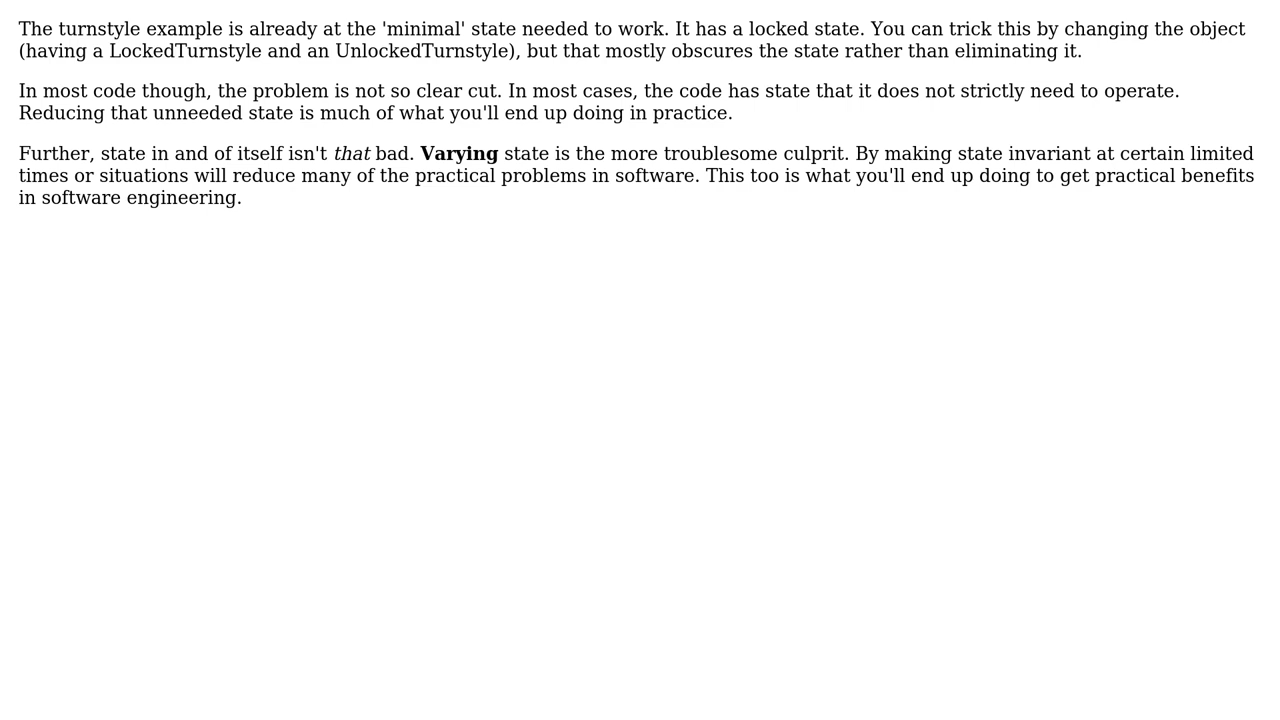 The turnstyle example is already at the 'minimal' state needed to work. It has a locked state. You can trick this by changing the object
(having a LockedTurnstyle and an UnlockedTurnstyle), but that mostly obscures the state rather than eliminating it.
In most code though, the problem is not so clear cut. In most cases, the code has state that it does not strictly need to operate.
Reducing that unneeded state is much of what you'll end up doing in practice.
Further, state in and of itself isn't that bad. Varying state is the more troublesome culprit. By making state invariant at certain limited
times or situations will reduce many of the practical problems in software. This too is what you'll end up doing to get practical benefits
in software engineering.